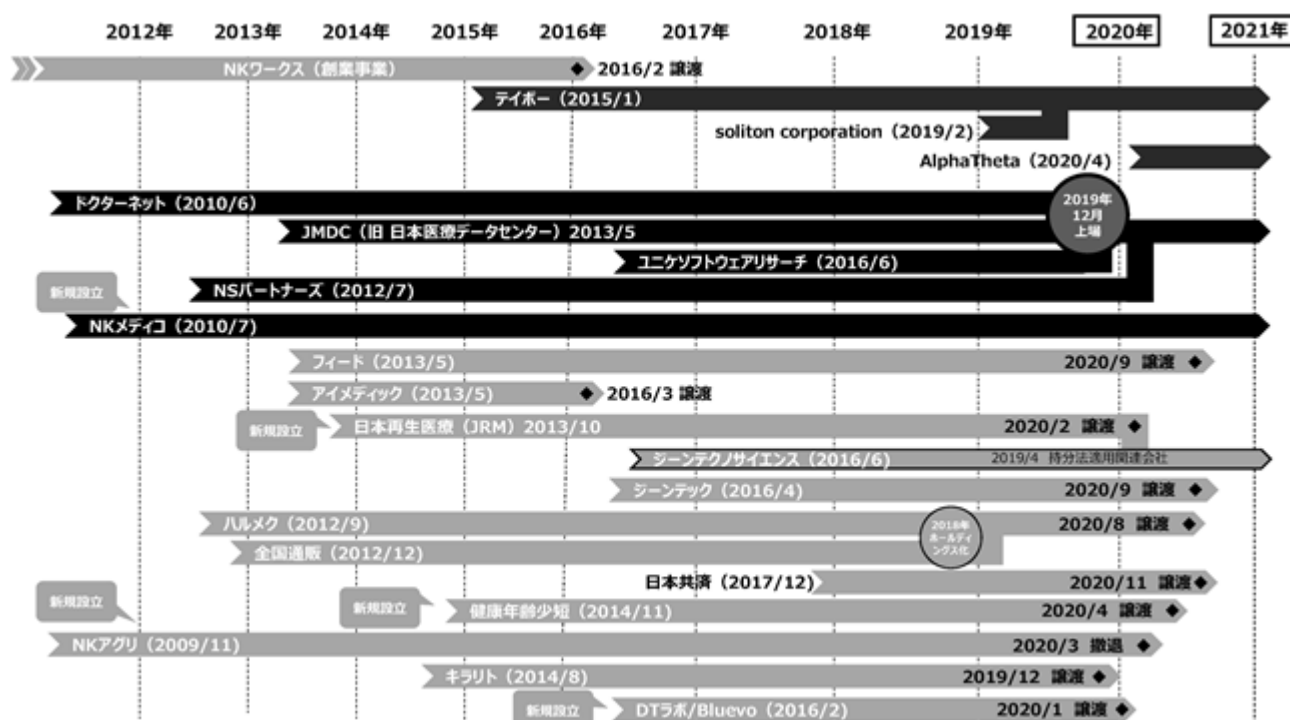 2012年 2013年 2014年 2015年 2016年 2017年 2018年 2019年 2020年 2021年
NKワークス（創業事業） 2016/2 譲渡
テイボー（2015/1）
soliton corporation（2019/2）
AlphaTheta（2020/4）
ドクターネット（2010/6）
2019年
12月
上場
JMDC（旧 日本医療データセンター）2013/5
ユニケソフトウェアリサーチ（2016/6）
新規設立
NSパートナーズ（2012/7）
NKメディコ（2010/7）
フィード（2013/5） 2020/9 譲渡
アイメディック（2013/5） 2016/3 譲渡
新規設立
日本再生医療（JRM）2013/10 2020/2 譲渡
ジーンテクノサイエンス（2016/6） 2019/4 持分法適用関連会社
ジーンテック（2016/4） 2020/9 譲渡
ハルメク（2012/9） 2020/8 譲渡
2018年
ホールディ
ングス化
全国通販（2012/12）
日本共済（2017/12） 2020/11 譲渡
新規設立
新規設立
健康年齢少短（2014/11） 2020/4 譲渡
NKアグリ（2009/11） 2020/3 撤退
キラリト（2014/8） 2019/12 譲渡
新規設立
DTラボ/Bluevo（2016/2） 2020/1 譲渡